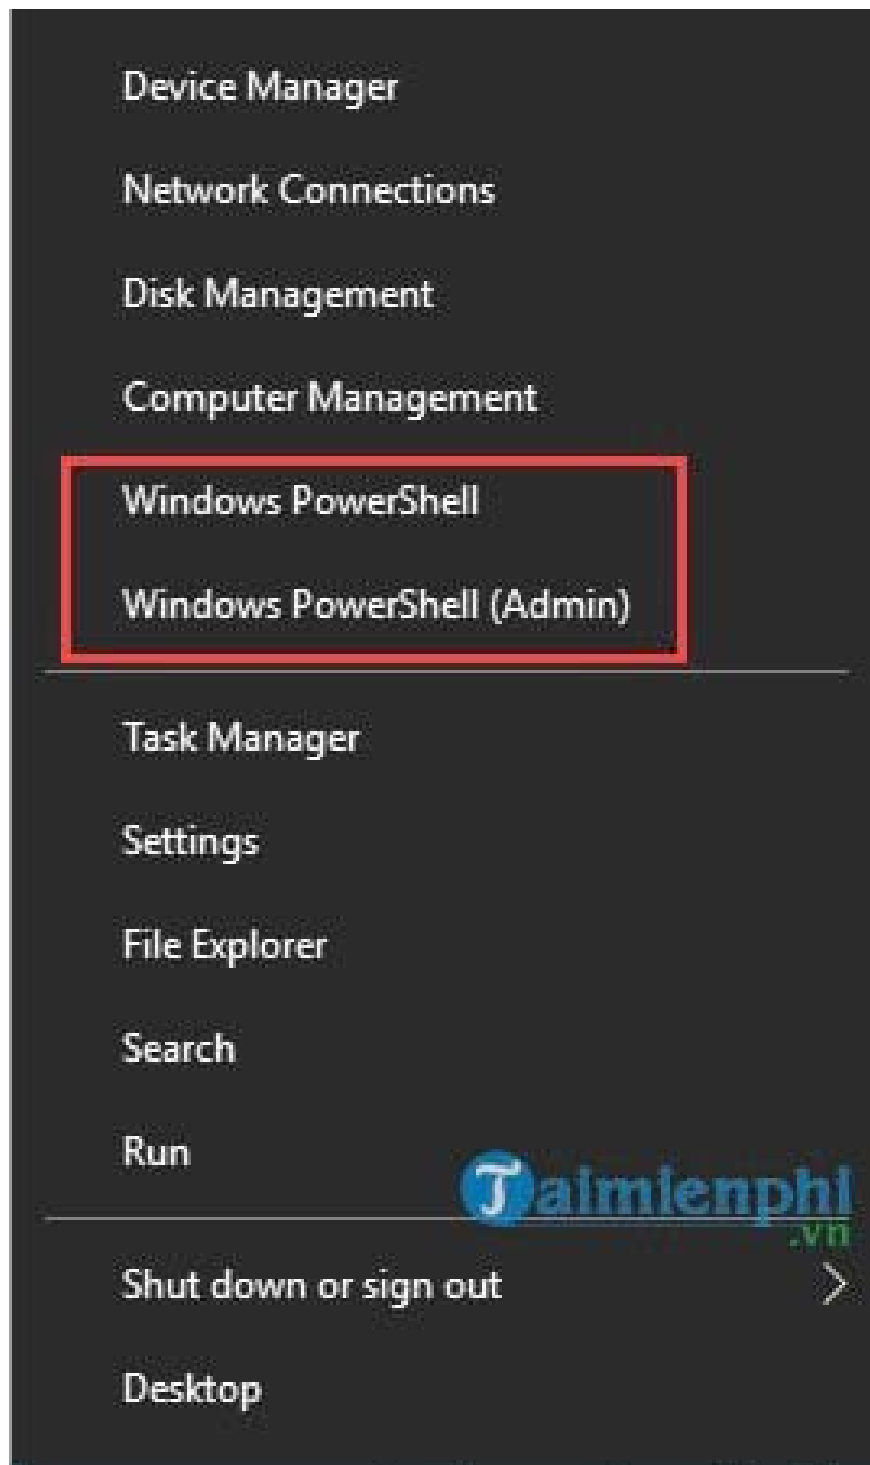 Device Manager
Network Connections
Disk Management
Computer Management
Windows PowerShell
Windows PowerShell (Admin)
Task Manager
Settings
File Explorer
Search
Run
Taimienphi
.vn
Shut down or sign out
Desktop